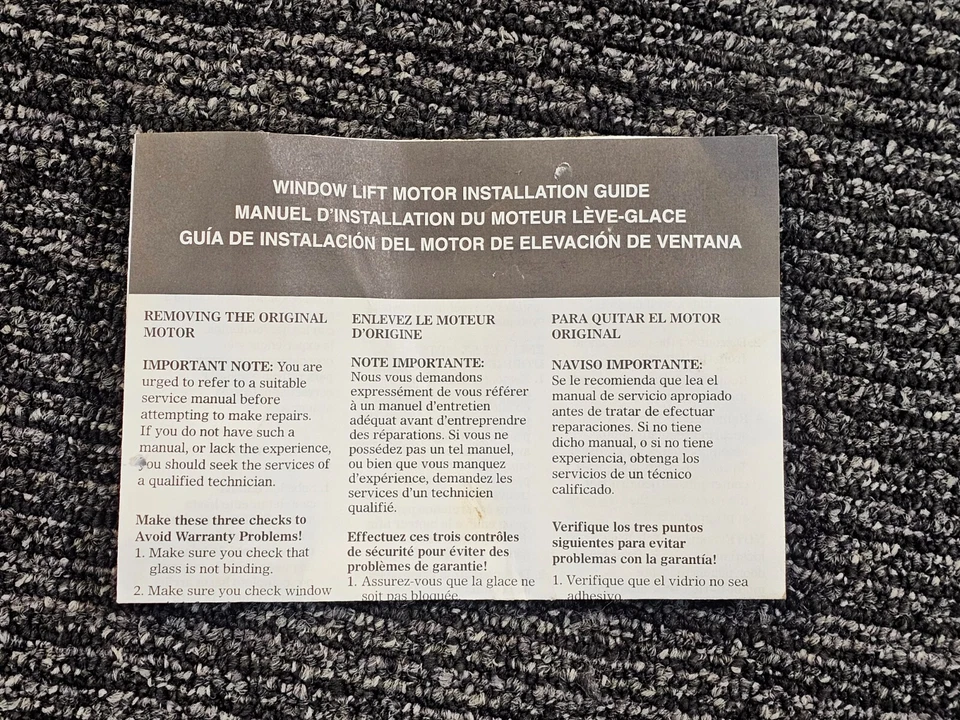 WINDOW LIFT MOTOR INSTALLATION GUIDE
MANUEL D'INSTALLATION DU MOTEUR LÈVE-GLACE
GUÍA DE INSTALACIÓN DEL MOTOR DE ELEVACIÓN DE VENTANA
REMOVING THE ORIGINAL
MOTOR
IMPORTANT NOTE: You are
urged to refer to a suitable
service manual before
attempting to make repairs.
If you do not have such a
manual, or lack the experience,
you should seek the services of
a qualified technician.
Make these three checks to
Avoid Warranty Problems!
1. Make sure you check that
glass is not binding.
2. Make sure you check window
ENLEVEZ LE MOTEUR
D'ORIGINE
NOTE IMPORTANTE:
Nous vous demandons
expressément de vous référer
à un manuel d'entretien
adéquat avant d'entreprendre
des réparations. Si vous ne
possédez pas un tel manuel,
ou bien que vous manquez
d'expérience, demandez les
services d'un technicien
qualifié.
Effectuez ces trois contrôles
de sécurité pour éviter des
problèmes de garantie!
1. Assurez-vous que la glace ne
soit pas bloquée.
PARA QUITAR EL MOTOR
ORIGINAL
NAVISO IMPORTANTE:
Se le recomienda que lea el
manual de servicio apropiado
antes de tratar de efectuar
reparaciones. Si no tiene
dicho manual, o si no tiene
experiencia, obtenga los
servicios de un técnico
calificado.
Verifique los tres puntos
siguientes para evitar
problemas con la garantía!
1. Verifique que el vidrio no sea
adhesivo